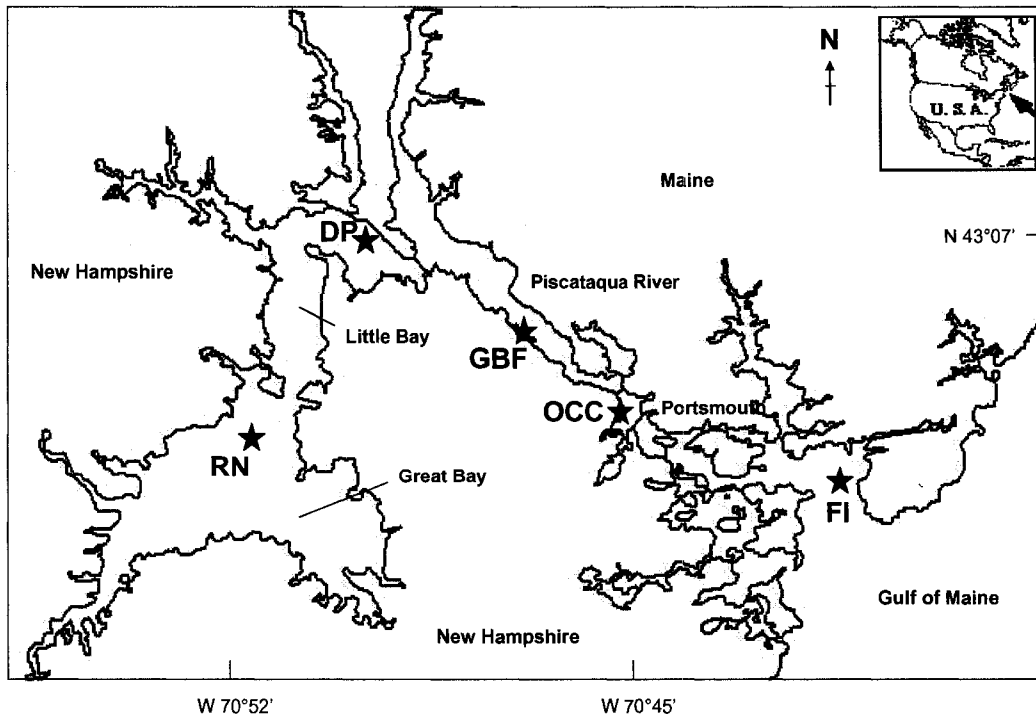 N
U. S. A.
Maine
N 43°07'
DP
New Hampshire
Piscataqua River
Little Bay
GBF
OCC
Portsmouth
RN
Great Bay
FI
Gulf of Maine
New Hampshire
W 70°52'
W 70°45'